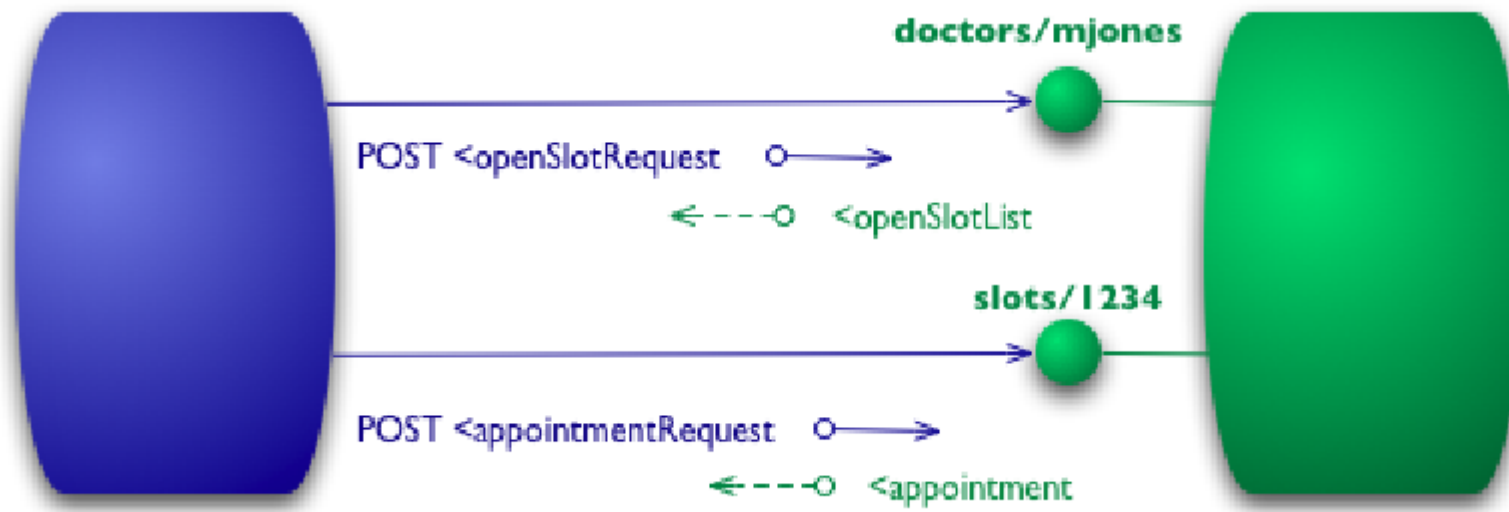 doctors/mjones
POST <openSlotRequest
<openSlotList
slots/1234
POST <appointmentRequest
<appointment